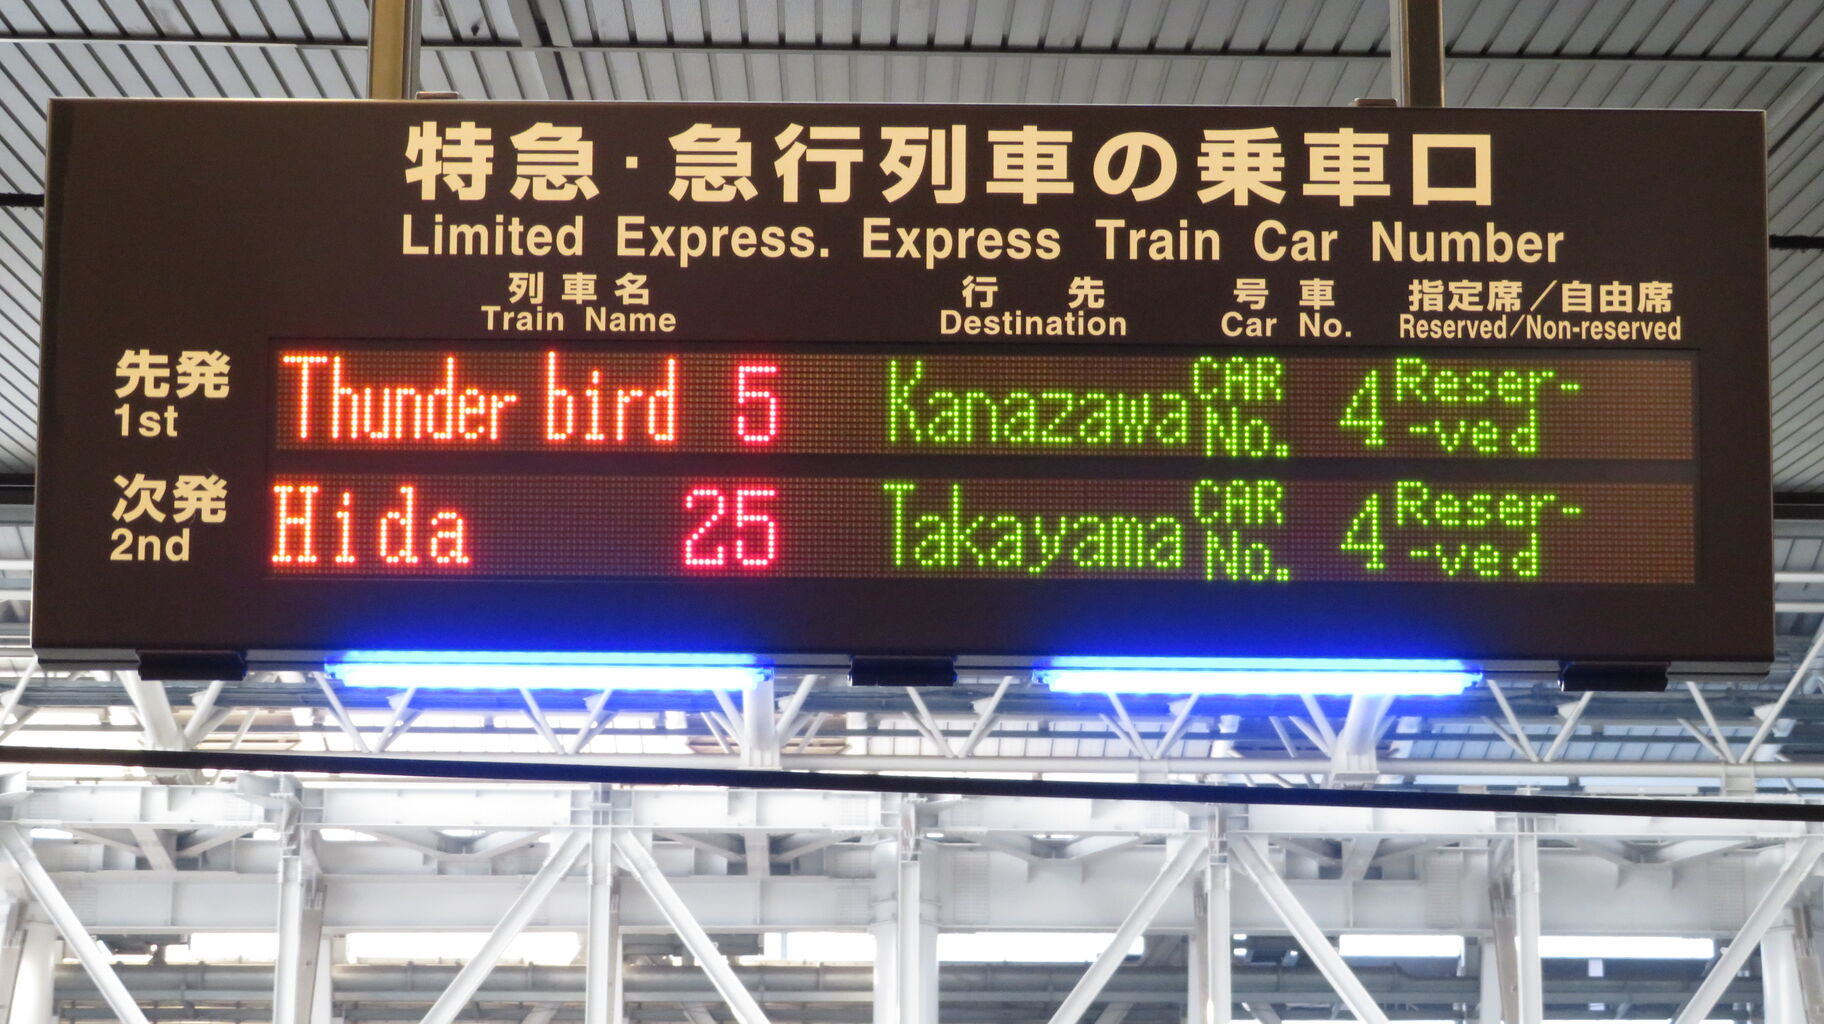 特急・急行列車の乗車口
Limited Express. Express Train Car Number
列車名 行先 号車 指定席／自由席
Train Name Destination Car No. Reserved/Non-reserved
先発 1st Thunder bird 5 Kanazawa CAR No. 4 Reser- -ved
次発 2nd Hida 25 Takayama CAR No. 4 Reser- -ved